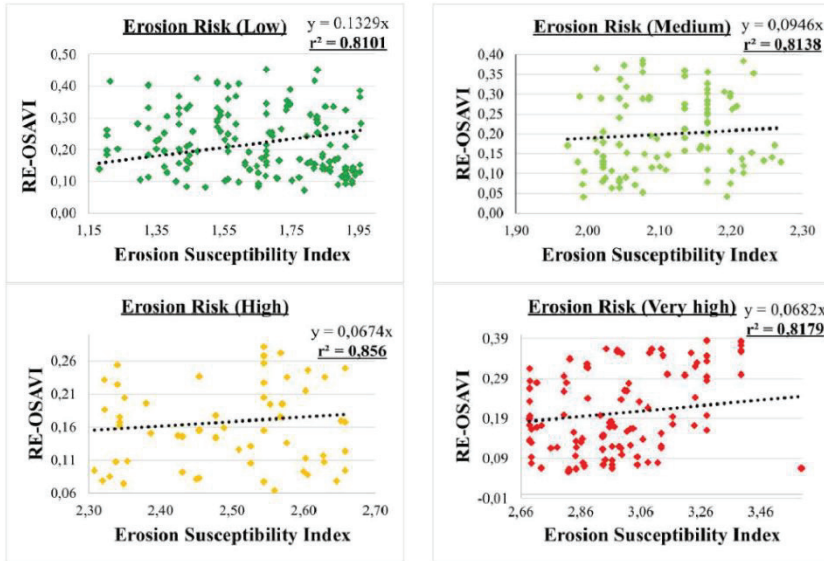 Erosion Risk (Low)
y = 0.1329x
r² = 0.8101
RE-OSAVI
0,50
0,40
0,30
0,20
0,10
0,00
1,15 1,35 1,55 1,75 1,95
Erosion Susceptibility Index
Erosion Risk (Medium)
y = 0,0946x
r² = 0,8138
RE-OSAVI
0,40
0,35
0,30
0,25
0,20
0,15
0,10
0,05
0,00
1,90 2,00 2,10 2,20 2,30
Erosion Susceptibility Index
Erosion Risk (High)
y = 0,0674x
r² = 0,856
RE-OSAVI
0,26
0,21
0,16
0,11
0,06
2,30 2,40 2,50 2,60 2,70
Erosion Susceptibility Index
Erosion Risk (Very high)
y = 0,0682x
r² = 0,8179
RE-OSAVI
0,39
0,29
0,19
0,09
-0,01
2,66 2,86 3,06 3,26 3,46
Erosion Susceptibility Index